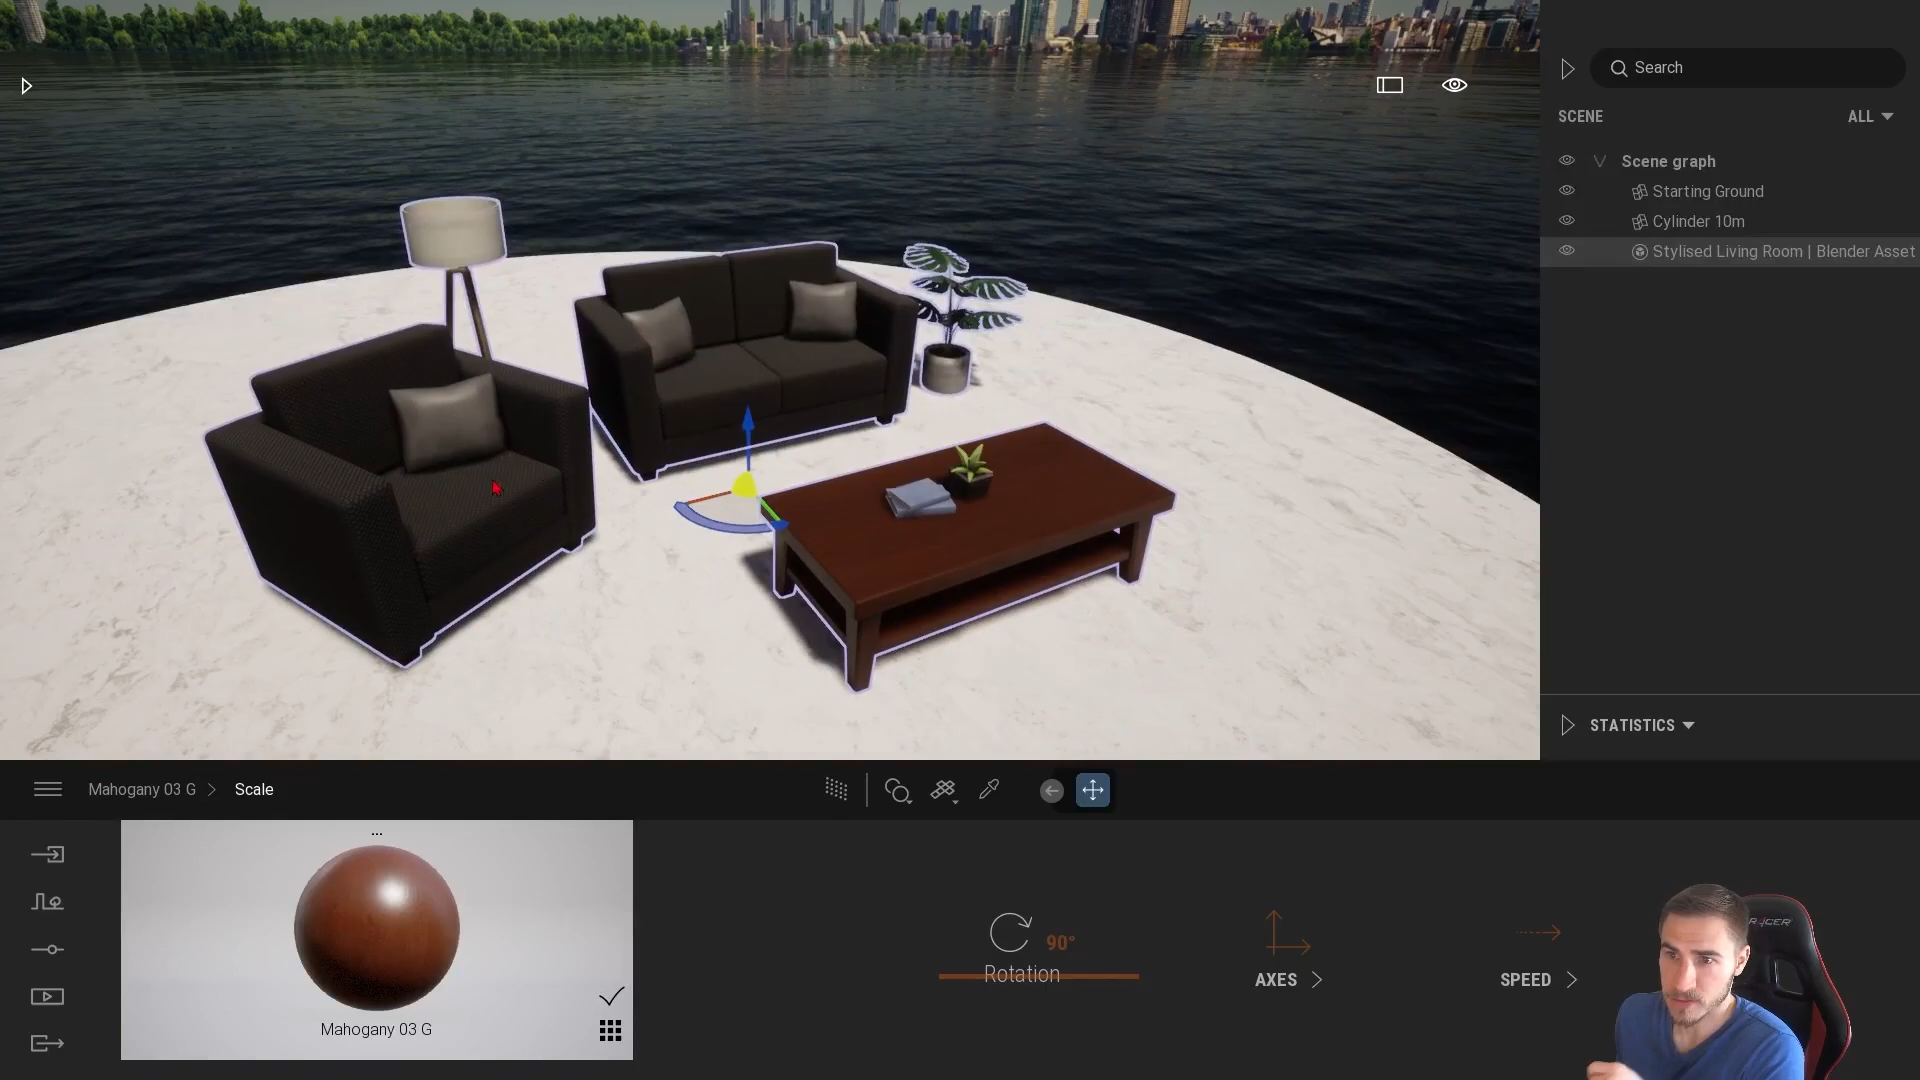 Search
SCENE
ALL
Scene graph
Starting Ground
Cylinder 10m
Stylised Living Room | Blender Asset
STATISTICS
Mahogany 03 G
Scale
...
Mahogany 03 G
90°
Rotation
AXES
SPEED